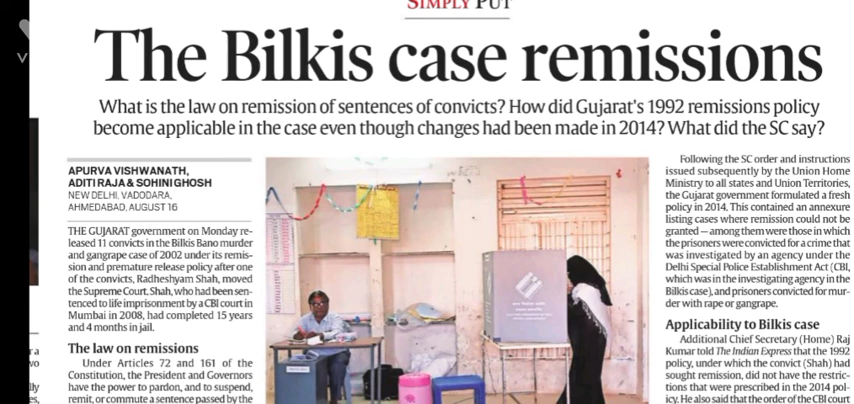 SIMPLY PUT
The Bilkis case remissions
What is the law on remission of sentences of convicts? How did Gujarat's 1992 remissions policy
become applicable in the case even though changes had been made in 2014? What did the SC say?
APURVA VISHWANATH,
ADITI RAJA & SOHINI GHOSH
NEW DELHI, VADODARA,
AHMEDABAD, AUGUST 16
THE GUJARAT government on Monday re-
leased 11 convicts in the Bilkis Bano murder
and gangrape case of 2002 under its remis-
sion and premature release policy after one
of the convicts, Radheshyam Shah, moved
the Supreme Court. Shah, who had been sen-
tenced to life imprisonment by a CBI court in
Mumbai in 2008, had completed 15 years
and 4 months in jail.
The law on remissions
Under Articles 72 and 161 of the
Constitution, the President and Governors
have the power to pardon, and to suspend,
remit, or commute a sentence passed by the
Following the SC order and instructions
issued subsequently by the Union Home
Ministry to all states and Union Territories,
the Gujarat government formulated a fresh
policy in 2014. This contained an annexure
listing cases where remission could not be
granted — among them were those in which
the prisoners were convicted for a crime that
was investigated by an agency under the
Delhi Special Police Establishment Act (CBI,
which was in the investigating agency in the
Bilkis case), and prisoners convicted for mur-
der with rape or gangrape.
Applicability to Bilkis case
Additional Chief Secretary (Home) Raj
Kumar told The Indian Express that the 1992
policy, under which the convict (Shah) had
sought remission, did not have the restric-
tions that were prescribed in the 2014 pol-
icy. He also said that the order of the CBI court